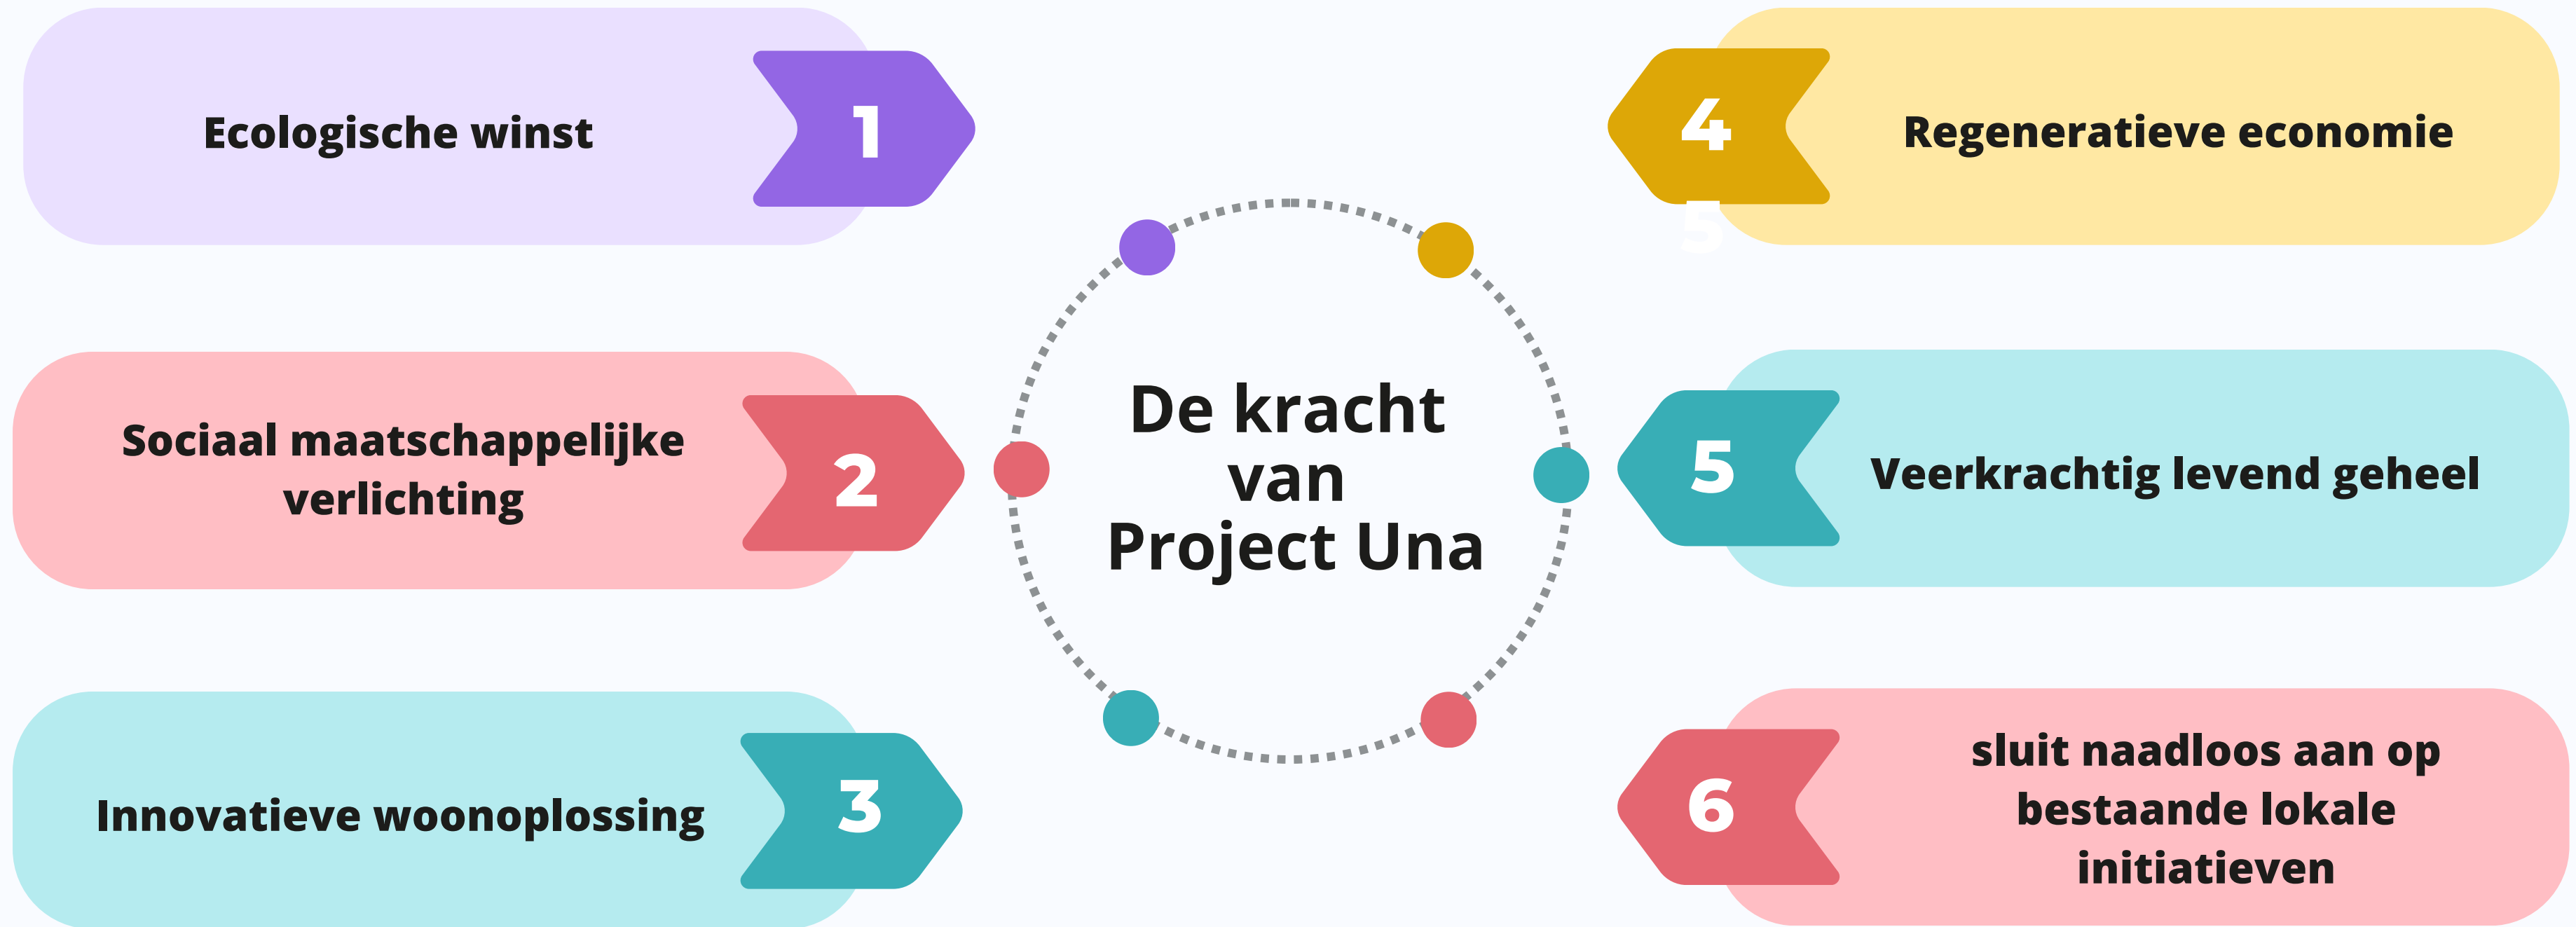 Ecologische winst
1
Sociaal maatschappelijke
verlichting
2
Innovatieve woonoplossing
3
De kracht
van
Project Una
4
5
Regeneratieve economie
5
Veerkrachtig levend geheel
6
sluit naadloos aan op
bestaande lokale
initiatieven